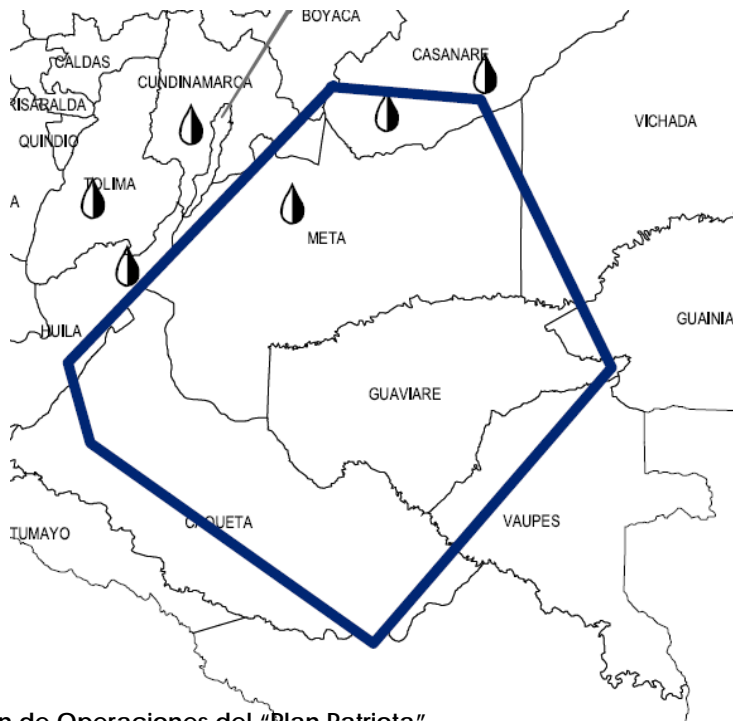 BOYACA
CASANARE
CALDAS
CUNDINAMARCA
RISARALDA
VICHADA
QUINDIO
TOLIMA
A
META
GUAINIA
HUILA
GUAVIARE
CAQUETA
VAUPES
TUMAYO
n de Operaciones del "Plan Patriota"